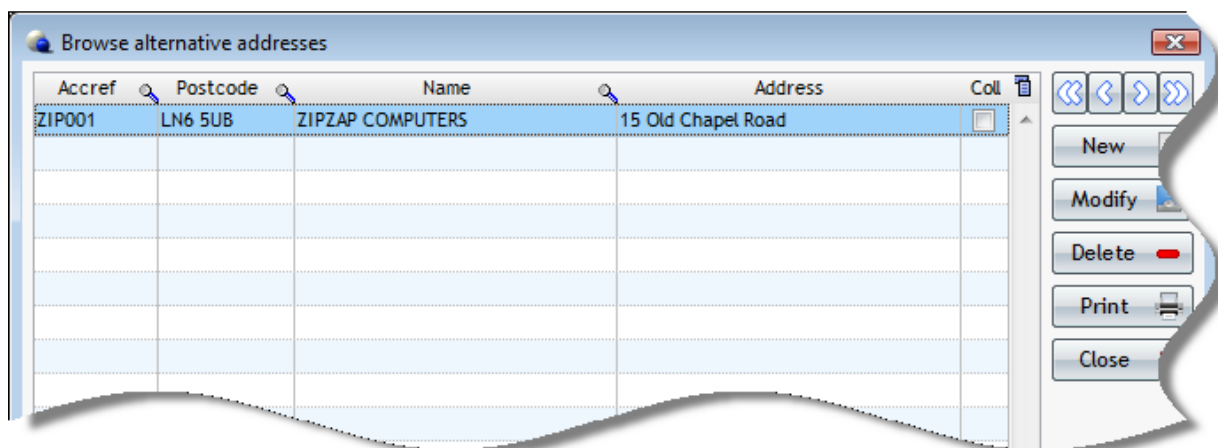 Browse alternative addresses
Accref Postcode Name Address Coll
ZIP001 LN6 5UB ZIPZAP COMPUTERS 15 Old Chapel Road
New
Modify
Delete
Print
Close